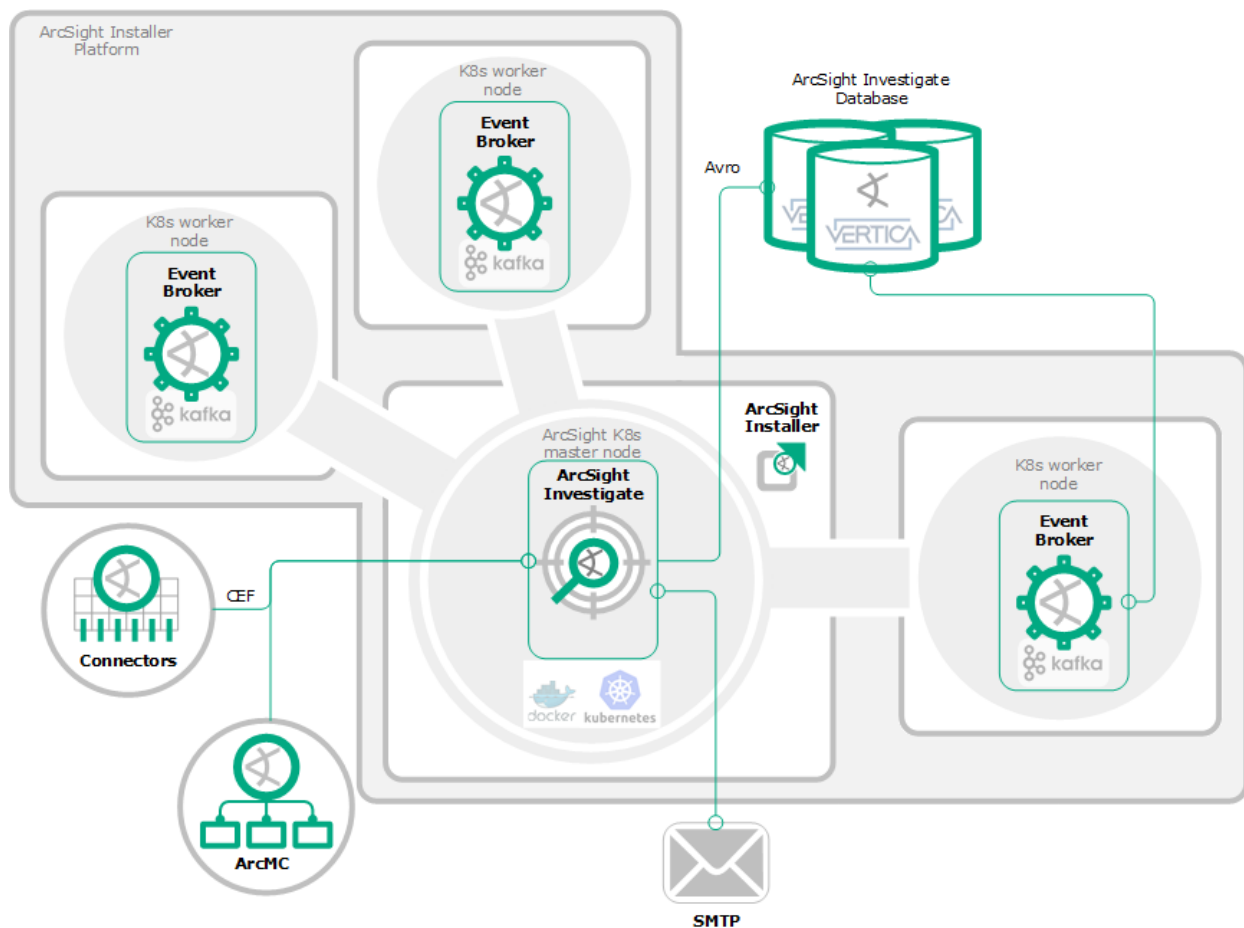 ArcSight Installer
Platform
K8s worker
node
Event
Broker
kafka
ArcSight Investigate
Database
Avro
VERTICA
K8s worker
node
Event
Broker
kafka
ArcSight
Installer
ArcSight K8s
master node
ArcSight
Investigate
docker
kubernetes
K8s worker
node
Event
Broker
kafka
CEF
Connectors
ArcMC
SMTP